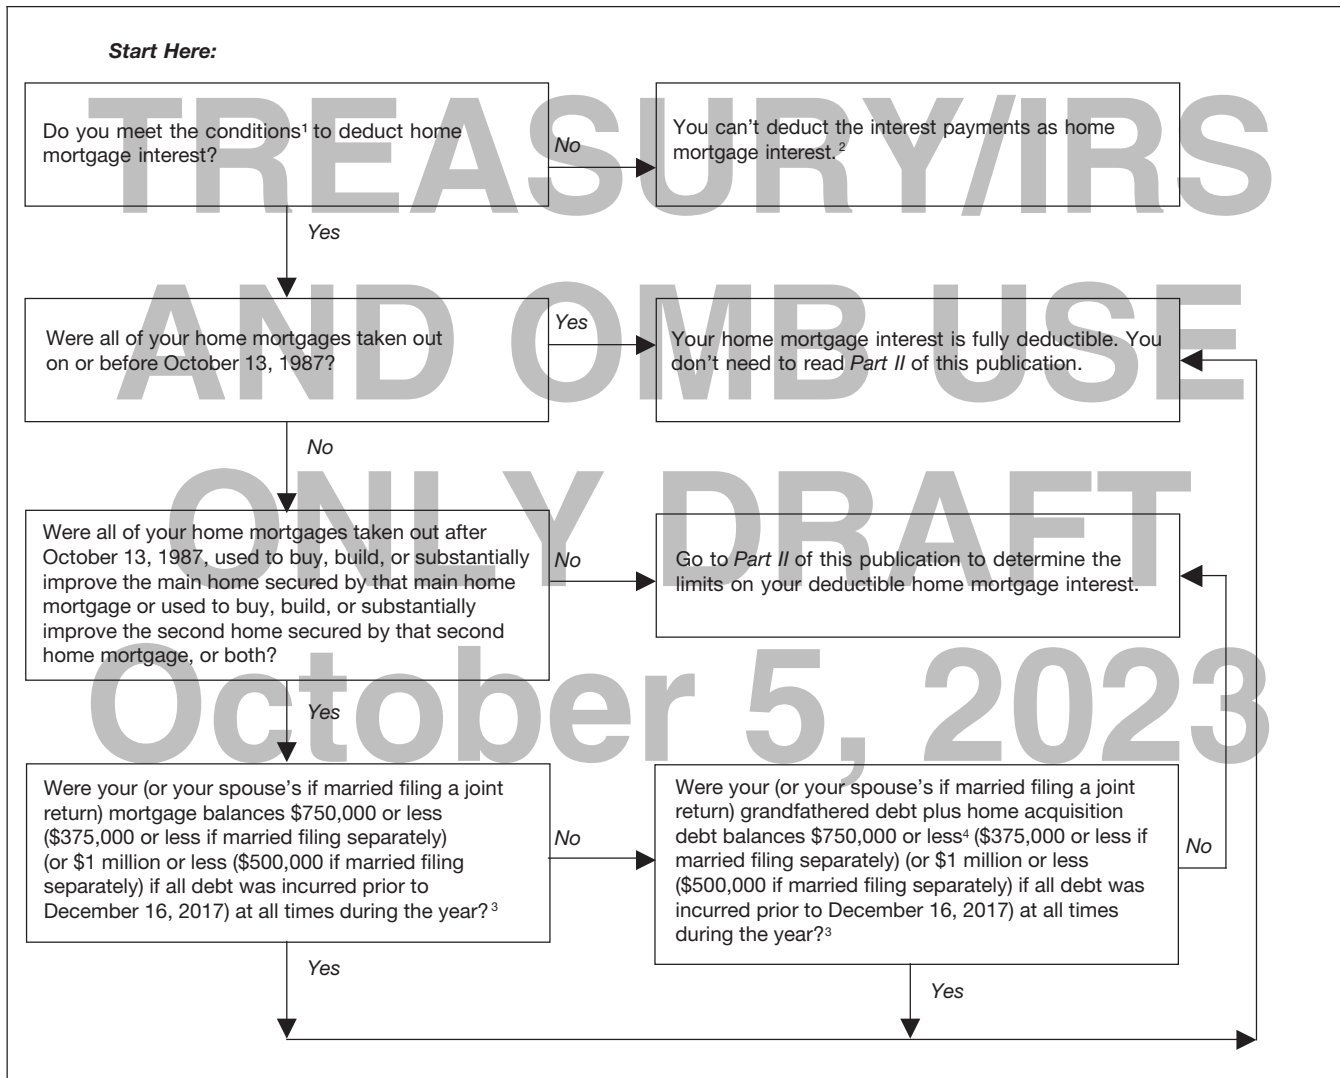 Start Here:
Do you meet the conditions¹ to deduct home
mortgage interest?
No
You can't deduct the interest payments as home
mortgage interest.²
Yes
Were all of your home mortgages taken out
on or before October 13, 1987?
Yes
Your home mortgage interest is fully deductible. You
don't need to read Part II of this publication.
No
Were all of your home mortgages taken out after
October 13, 1987, used to buy, build, or substantially
improve the main home secured by that main home
mortgage or used to buy, build, or substantially
improve the second home secured by that second
home mortgage, or both?
No
Go to Part II of this publication to determine the
limits on your deductible home mortgage interest.
Yes
Were your (or your spouse's if married filing a joint
return) mortgage balances $750,000 or less
($375,000 or less if married filing separately)
(or $1 million or less ($500,000 if married filing
separately) if all debt was incurred prior to
December 16, 2017) at all times during the year?³
No
Were your (or your spouse's if married filing a joint
return) grandfathered debt plus home acquisition
debt balances $750,000 or less⁴ ($375,000 or less if
married filing separately) (or $1 million or less
($500,000 if married filing separately) if all debt was
incurred prior to December 16, 2017) at all times
during the year?³
No
Yes
Yes
TREASURY/IRS
AND OMB USE
ONLY DRAFT
October 5, 2023